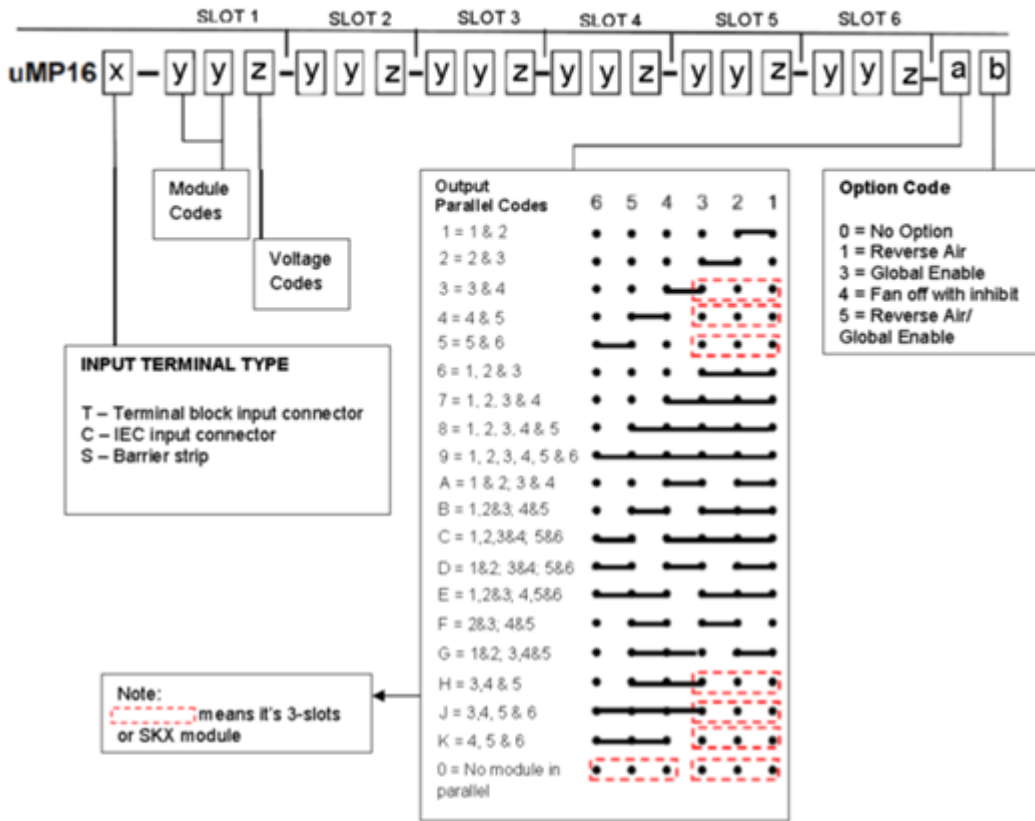 SLOT 1 SLOT 2 SLOT 3 SLOT 4 SLOT 5 SLOT 6
uMP16 x – y y z – y y z – y y z – y y z – y y z – y y z – a b
Module
Codes
Voltage
Codes
INPUT TERMINAL TYPE
T – Terminal block input connector
C – IEC input connector
S – Barrier strip
Output
Parallel Codes 6 5 4 3 2 1
1 = 1 & 2
2 = 2 & 3
3 = 3 & 4
4 = 4 & 5
5 = 5 & 6
6 = 1, 2 & 3
7 = 1, 2, 3 & 4
8 = 1, 2, 3, 4 & 5
9 = 1, 2, 3, 4, 5 & 6
A = 1 & 2; 3 & 4
B = 1,2&3; 4&5
C = 1,2,3&4; 5&6
D = 1&2; 3&4; 5&6
E = 1,2&3; 4,5&6
F = 2&3; 4&5
G = 1&2; 3,4&5
H = 3,4 & 5
J = 3,4, 5 & 6
K = 4, 5 & 6
0 = No module in
parallel
Option Code
0 = No Option
1 = Reverse Air
3 = Global Enable
4 = Fan off with inhibit
5 = Reverse Air/
Global Enable
Note:
means it's 3-slots
or SKX module